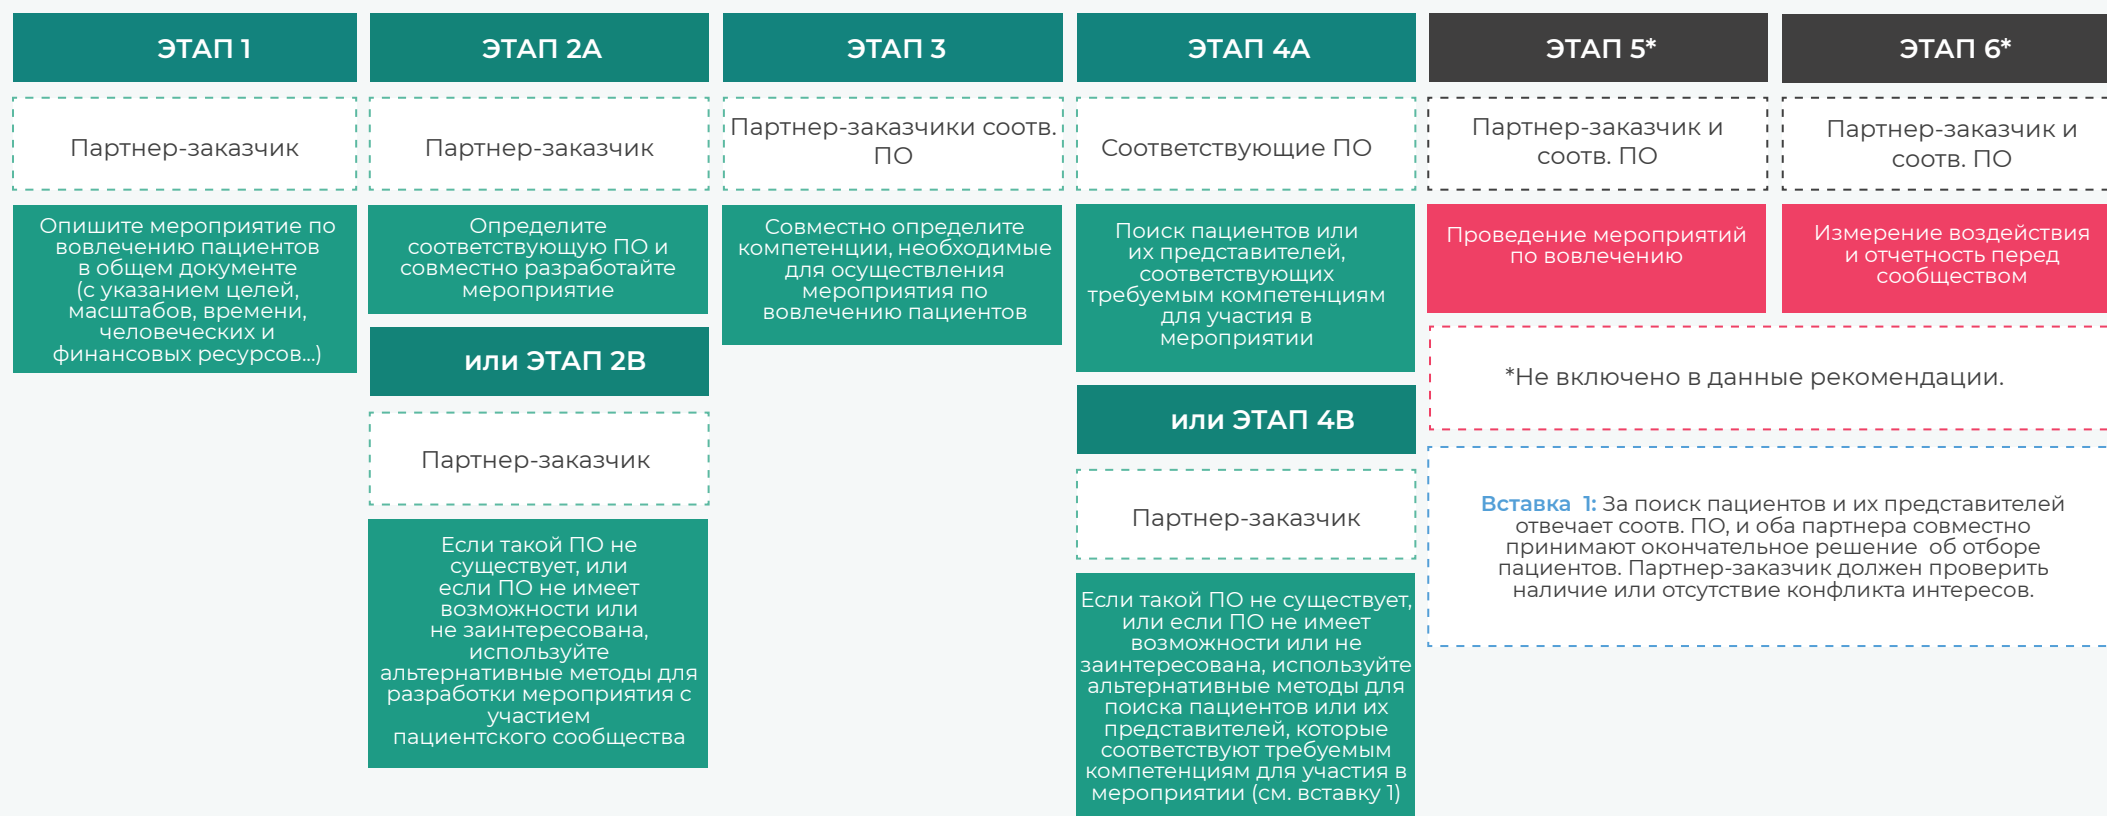 ЭТАП 1
Партнер-заказчик
Опишите мероприятие по
вовлечению пациентов
в общем документе
(с указанием целей,
масштабов, времени,
человеческих и
финансовых ресурсов...)
ЭТАП 2А
Партнер-заказчик
Определите
соответствующую ПО и
совместно разработайте
мероприятие
или ЭТАП 2В
Партнер-заказчик
Если такой ПО не
существует, или
если ПО не имеет
возможности или
не заинтересована,
используйте
альтернативные методы для
разработки мероприятия с
участием
пациентского сообщества
ЭТАП 3
Партнер-заказчики соотв.
ПО
Совместно определите
компетенции, необходимые
для осуществления
мероприятия по
вовлечению пациентов
ЭТАП 4А
Соответствующие ПО
Поиск пациентов или
их представителей,
соответствующих
требуемым компетенциям
для участия в
мероприятии
или ЭТАП 4В
Партнер-заказчик
Если такой ПО не существует,
или если ПО не имеет
возможности или не
заинтересована, используйте
альтернативные методы для
поиска пациентов или их
представителей, которые
соответствуют требуемым
компетенциям для участия в
мероприятии (см. вставку 1)
ЭТАП 5*
Партнер-заказчик и
соотв. ПО
Проведение мероприятий
по вовлечению
ЭТАП 6*
Партнер-заказчик и
соотв. ПО
Измерение воздействия
и отчетность перед
сообществом
*Не включено в данные рекомендации.
Вставка 1: За поиск пациентов и их представителей
отвечает соотв. ПО, и оба партнера совместно
принимают окончательное решение об отборе
пациентов. Партнер-заказчик должен проверить
наличие или отсутствие конфликта интересов.